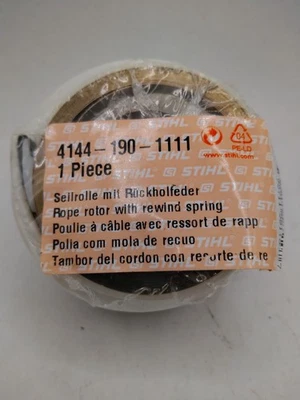 4144-190-1111
1 Piece
Seilrolle mit Rückholfeder
Rope rotor with rewind spring
Poulie à câble avec ressort de rapp
Polia com mola de recuo
Tambor del cordon con resorte de re
04
PE-LD
www.stihl.com
STIHL